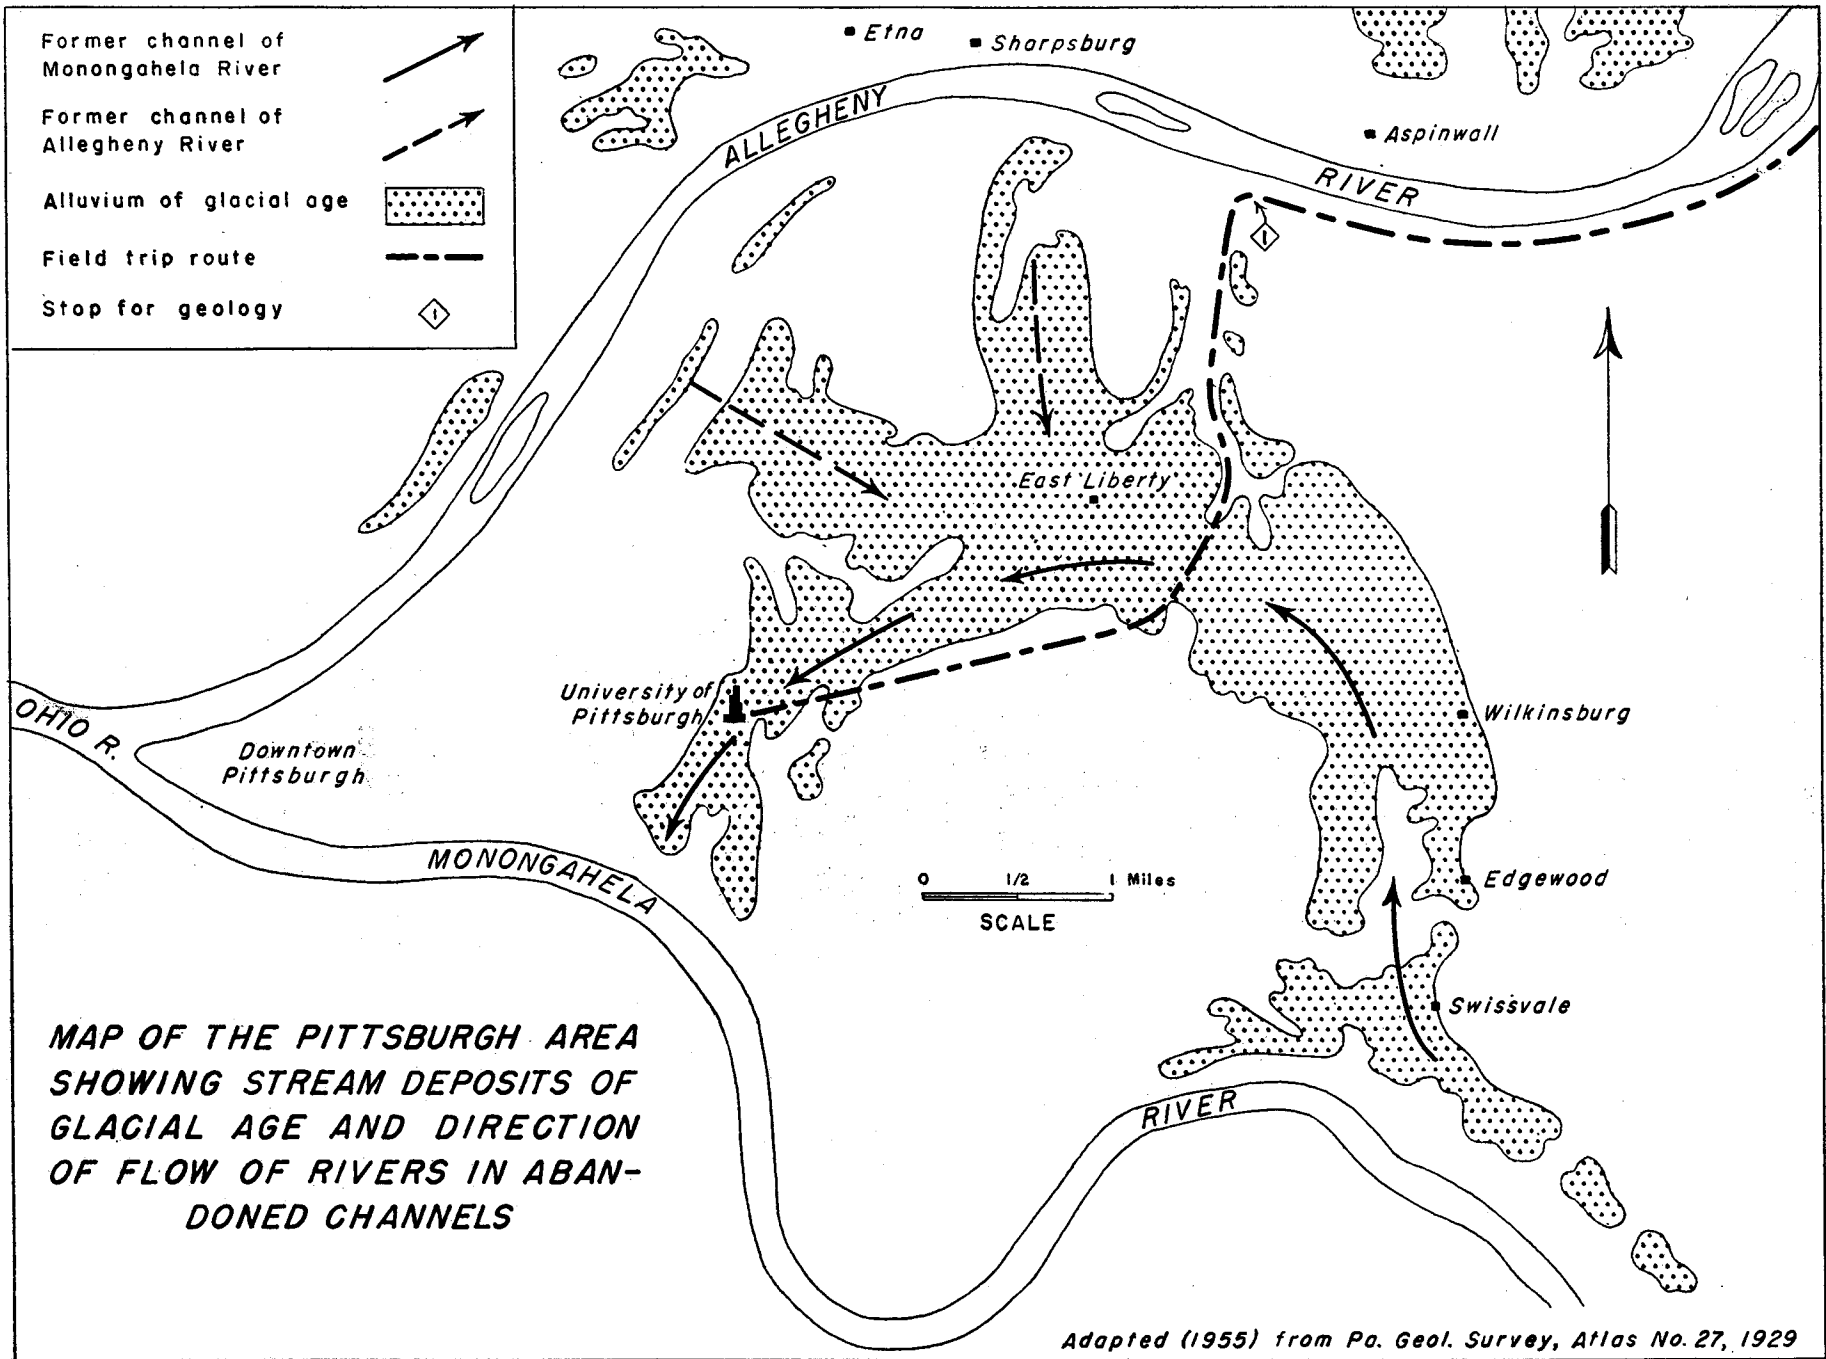 Former channel of
Monongahela River
Former channel of
Allegheny River
Alluvium of glacial age
Field trip route
Stop for geology
1
Etna
Sharpsburg
ALLEGHENY
Aspinwall
RIVER
1
East Liberty
University of
Pittsburgh
Wilkinsburg
OHIO R.
Downtown
Pittsburgh
MONONGAHELA
0 1/2 1 Miles
SCALE
Edgewood
Swissvale
RIVER
MAP OF THE PITTSBURGH AREA
SHOWING STREAM DEPOSITS OF
GLACIAL AGE AND DIRECTION
OF FLOW OF RIVERS IN ABAN-
DONED CHANNELS
Adapted (1955) from Pa. Geol. Survey, Atlas No. 27, 1929